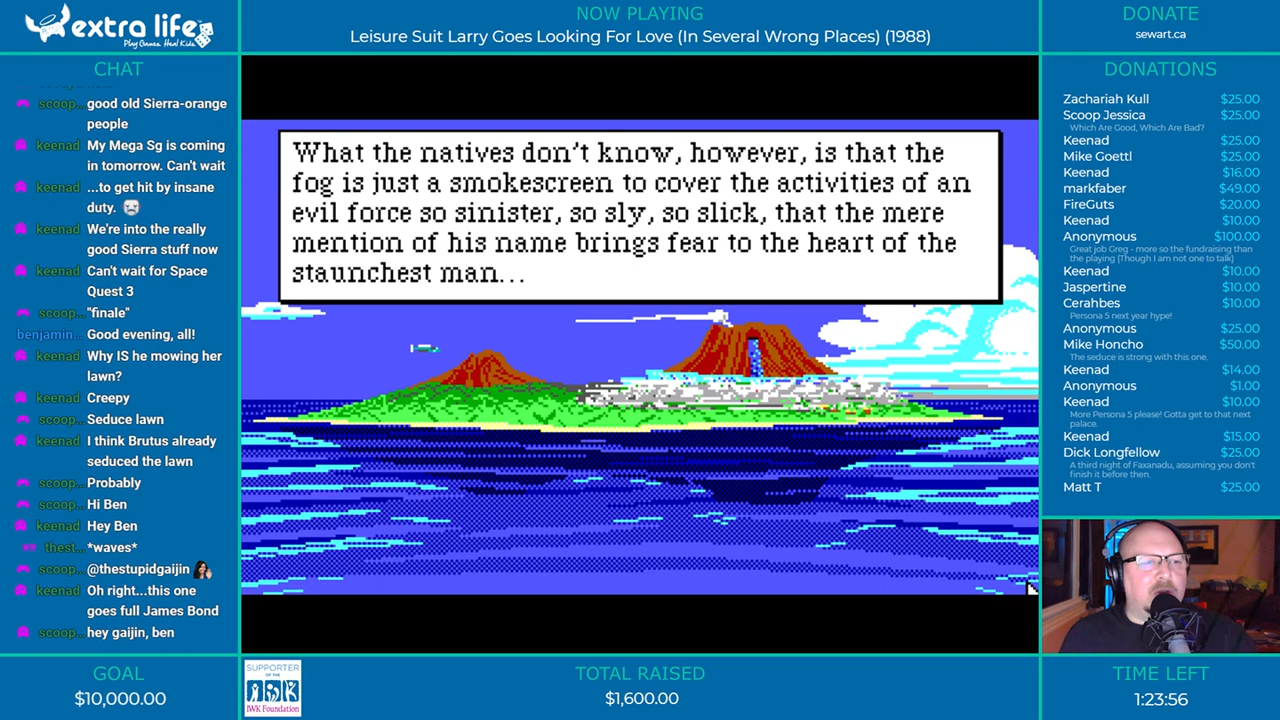 extra life
Play Games. Heal Kids.
NOW PLAYING
Leisure Suit Larry Goes Looking For Love (In Several Wrong Places) (1988)
DONATE
sewart.ca
CHAT
scoop... good old Sierra-orange
people
keenad My Mega Sg is coming
in tomorrow. Can't wait
keenad ...to get hit by insane
duty.
keenad We're into the really
good Sierra stuff now
keenad Can't wait for Space
Quest 3
scoop... "finale"
benjamin... Good evening, all!
keenad Why IS he mowing her
lawn?
keenad Creepy
scoop... Seduce lawn
keenad I think Brutus already
seduced the lawn
scoop... Probably
scoop... Hi Ben
keenad Hey Ben
thest... *waves*
scoop... @thestupidgaijin
keenad Oh right...this one
goes full James Bond
scoop... hey gaijin, ben
What the natives don't know, however, is that the
fog is just a smokescreen to cover the activities of an
evil force so sinister, so sly, so slick, that the mere
mention of his name brings fear to the heart of the
staunchest man...
DONATIONS
Zachariah Kull $25.00
Scoop Jessica $25.00
Which Are Good, Which Are Bad?
Keenad $25.00
Mike Goettl $25.00
Keenad $16.00
markfaber $49.00
FireGuts $20.00
Keenad $10.00
Anonymous $100.00
Great job Greg - more so the fundraising than
the playing (Though I am not one to talk)
Keenad $10.00
Jaspertine $10.00
Cerahbes $10.00
Persona 5 next year hype!
Anonymous $25.00
Mike Honcho $50.00
The seduce is strong with this one.
Keenad $14.00
Anonymous $1.00
Keenad $10.00
More Persona 5 please! Gotta get to that next
palace.
Keenad $15.00
Dick Longfellow $25.00
A third night of Faxanadu, assuming you don't
finish it before then.
Matt T $25.00
GOAL
$10,000.00
SUPPORTER
OF THE
IWK Foundation
TOTAL RAISED
$1,600.00
TIME LEFT
1:23:56